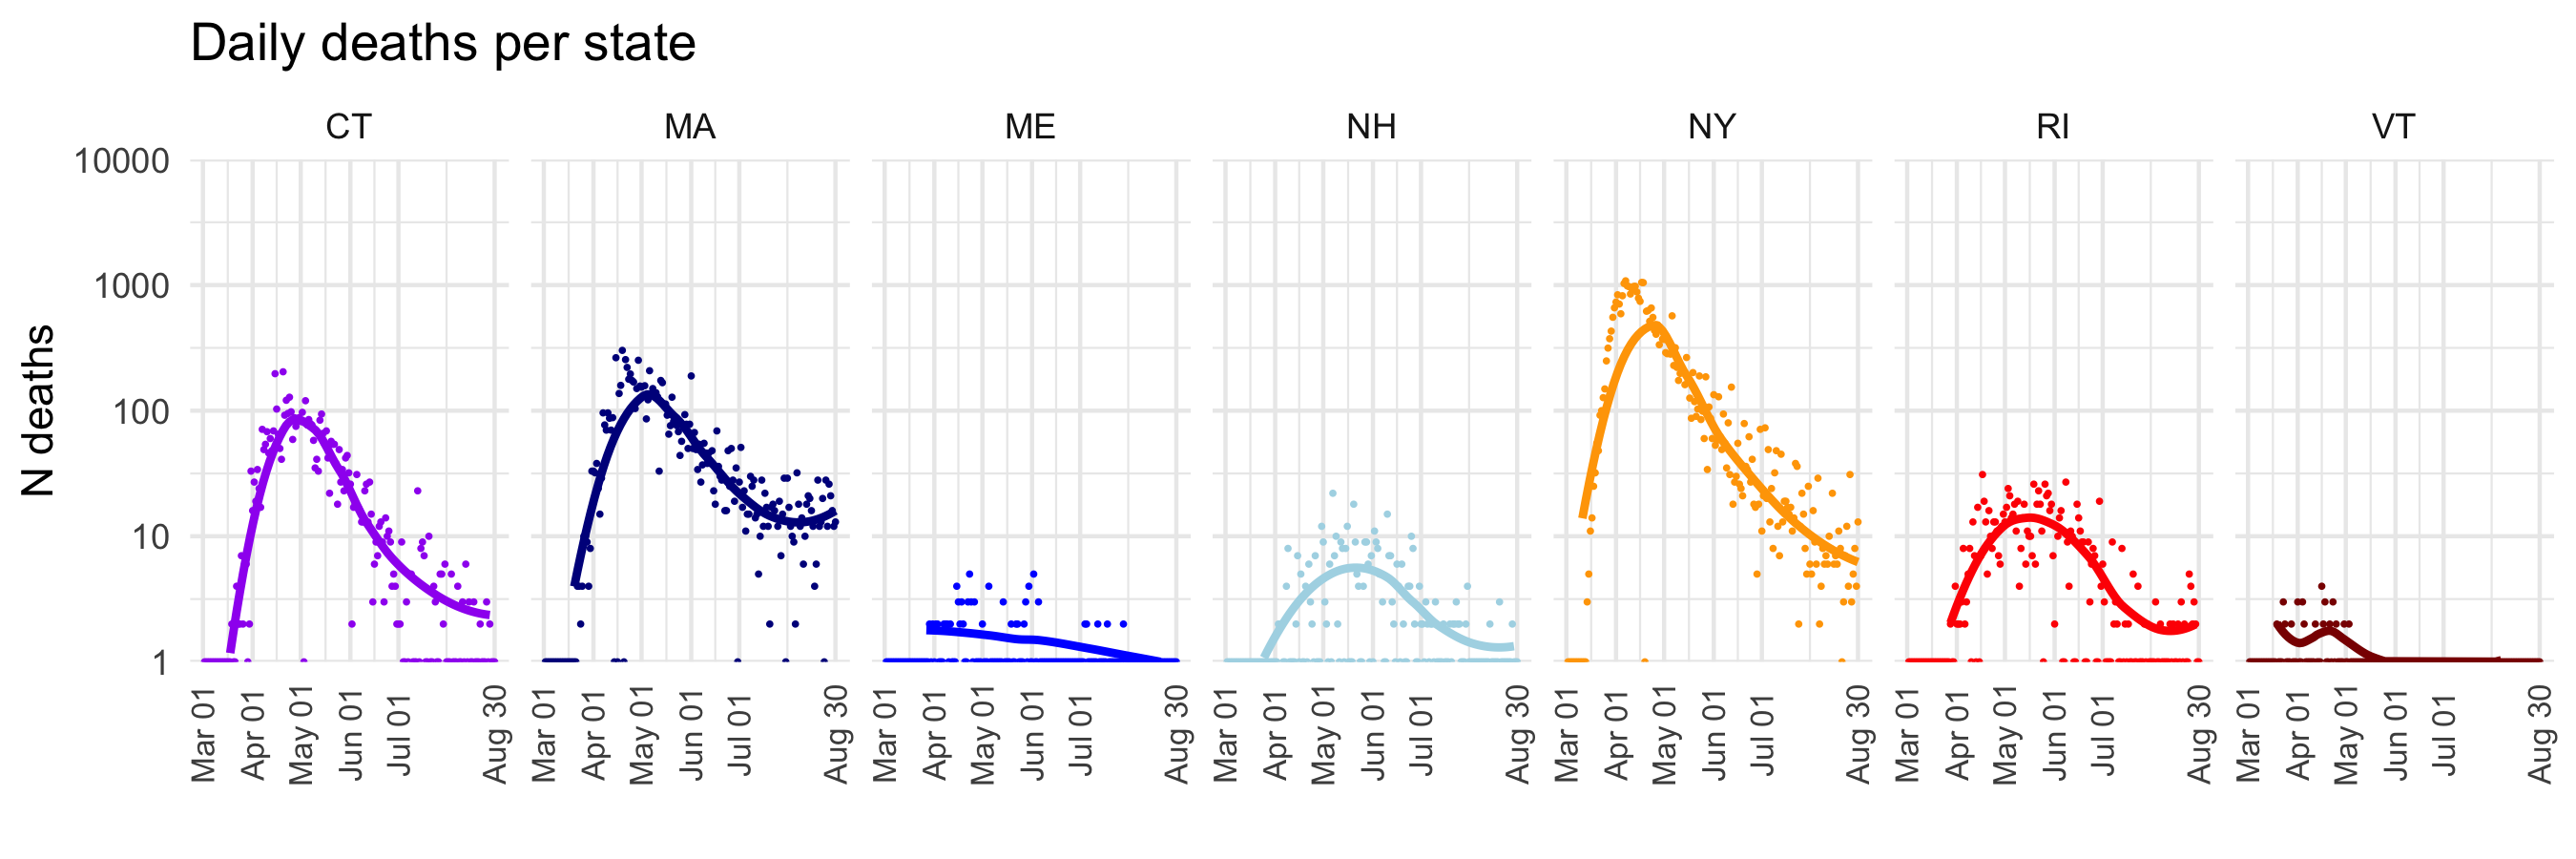 Daily deaths per state
CT MA ME NH NY RI VT
10000
1000
100
10
1
N deaths
Mar 01 Apr 01 May 01 Jun 01 Jul 01 Aug 30 Mar 01 Apr 01 May 01 Jun 01 Jul 01 Aug 30 Mar 01 Apr 01 May 01 Jun 01 Jul 01 Aug 30 Mar 01 Apr 01 May 01 Jun 01 Jul 01 Aug 30 Mar 01 Apr 01 May 01 Jun 01 Jul 01 Aug 30 Mar 01 Apr 01 May 01 Jun 01 Jul 01 Aug 30 Mar 01 Apr 01 May 01 Jun 01 Jul 01 Aug 30